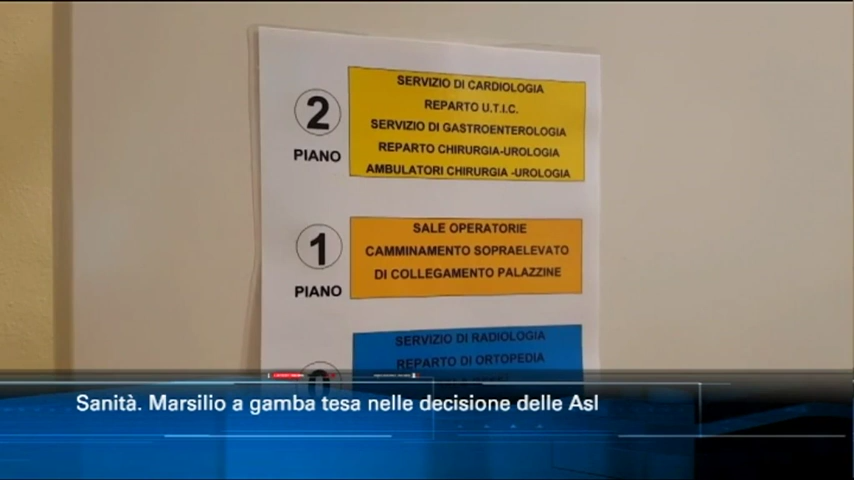 2
PIANO
SERVIZIO DI CARDIOLOGIA
REPARTO U.T.I.C.
SERVIZIO DI GASTROENTEROLOGIA
REPARTO CHIRURGIA-UROLOGIA
AMBULATORI CHIRURGIA -UROLOGIA
1
PIANO
SALE OPERATORIE
CAMMINAMENTO SOPRAELEVATO
DI COLLEGAMENTO PALAZZINE
0
SERVIZIO DI RADIOLOGIA
REPARTO DI ORTOPEDIA
Sanità. Marsilio a gamba tesa nelle decisione delle Asl